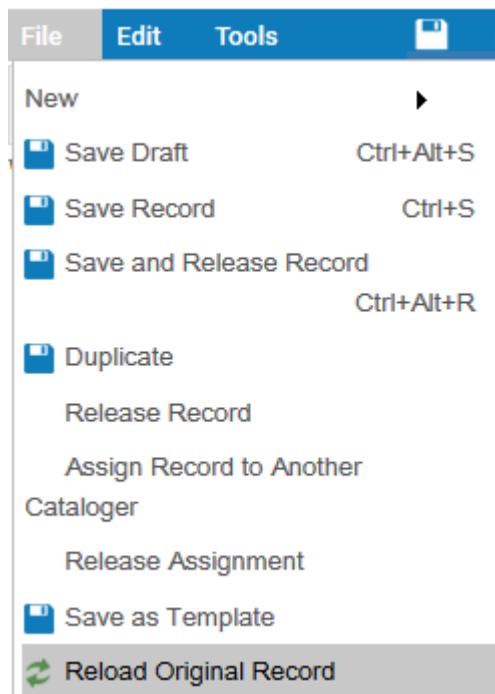 File Edit Tools
New
Save Draft Ctrl+Alt+S
Save Record Ctrl+S
Save and Release Record
Ctrl+Alt+R
Duplicate
Release Record
Assign Record to Another
Cataloger
Release Assignment
Save as Template
Reload Original Record